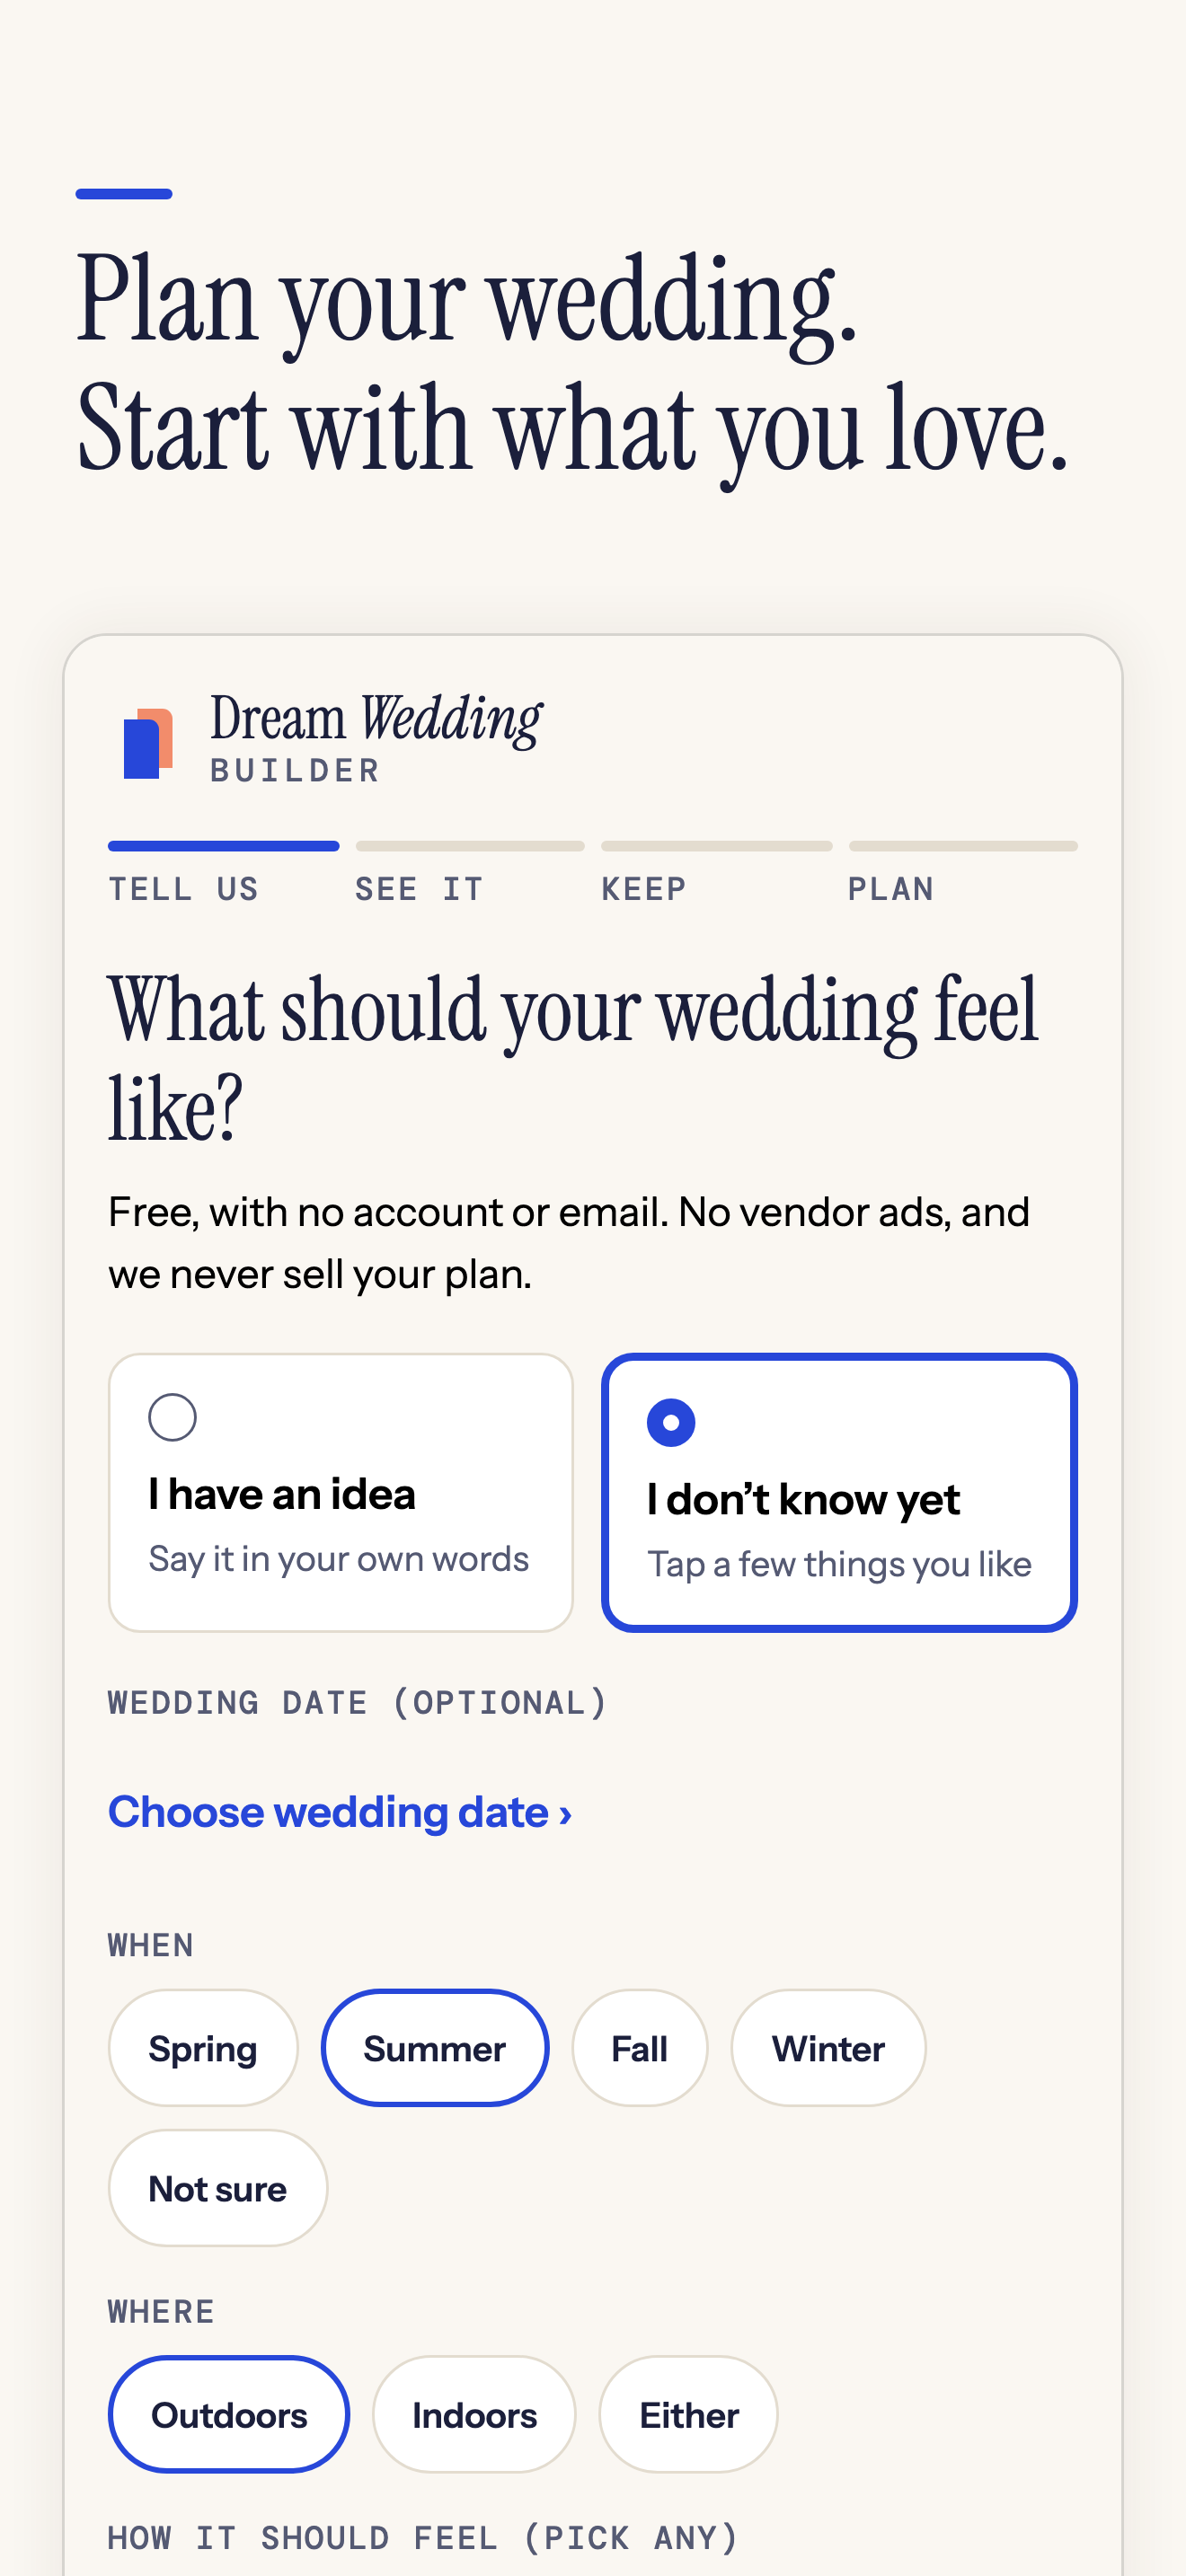 Plan your wedding.
Start with what you love.
Dream Wedding
BUILDER
TELL US
SEE IT
KEEP
PLAN
What should your wedding feel
like?
Free, with no account or email. No vendor ads, and
we never sell your plan.
I have an idea
Say it in your own words
I don’t know yet
Tap a few things you like
WEDDING DATE (OPTIONAL)
Choose wedding date ›
WHEN
Spring
Summer
Fall
Winter
Not sure
WHERE
Outdoors
Indoors
Either
HOW IT SHOULD FEEL (PICK ANY)